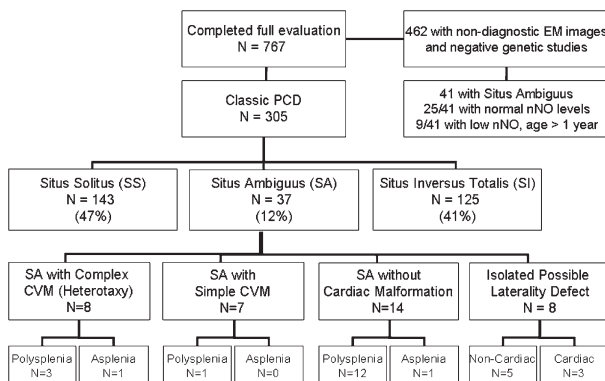 Completed full evaluation
N = 767
462 with non-diagnostic EM images
and negative genetic studies
Classic PCD
N = 305
41 with Situs Ambiguus
25/41 with normal nNO levels
9/41 with low nNO, age > 1 year
Situs Solitus (SS)
N = 143
(47%)
Situs Ambiguus (SA)
N = 37
(12%)
Situs Inversus Totalis (SI)
N = 125
(41%)
SA with Complex
CVM (Heterotaxy)
N=8
SA with
Simple CVM
N=7
SA without
Cardiac Malformation
N=14
Isolated Possible
Laterality Defect
N = 8
Polysplenia
N=3
Asplenia
N=1
Polysplenia
N=1
Asplenia
N=0
Polysplenia
N=12
Asplenia
N=1
Non-Cardiac
N=5
Cardiac
N=3